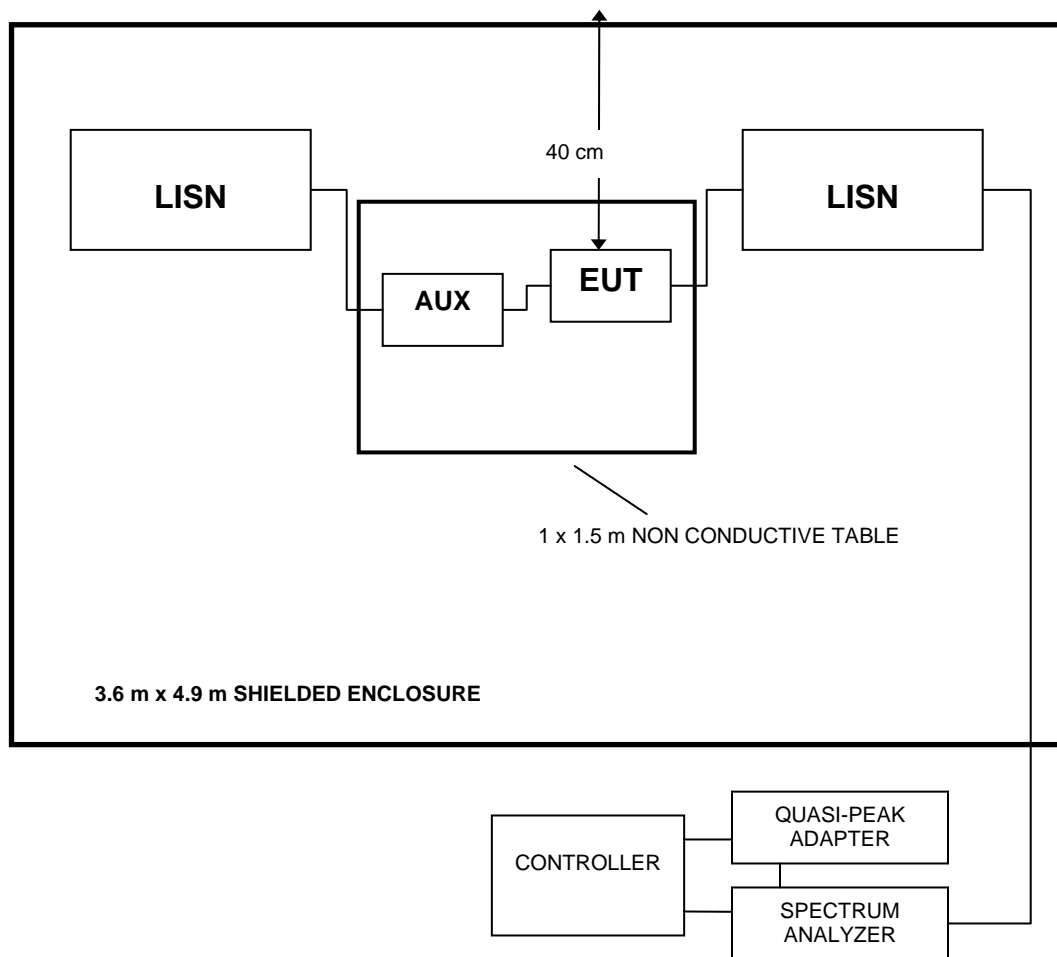 40 cm
LISN
LISN
EUT
AUX
1 x 1.5 m NON CONDUCTIVE TABLE
3.6 m x 4.9 m SHIELDED ENCLOSURE
QUASI-PEAK
ADAPTER
CONTROLLER
SPECTRUM
ANALYZER